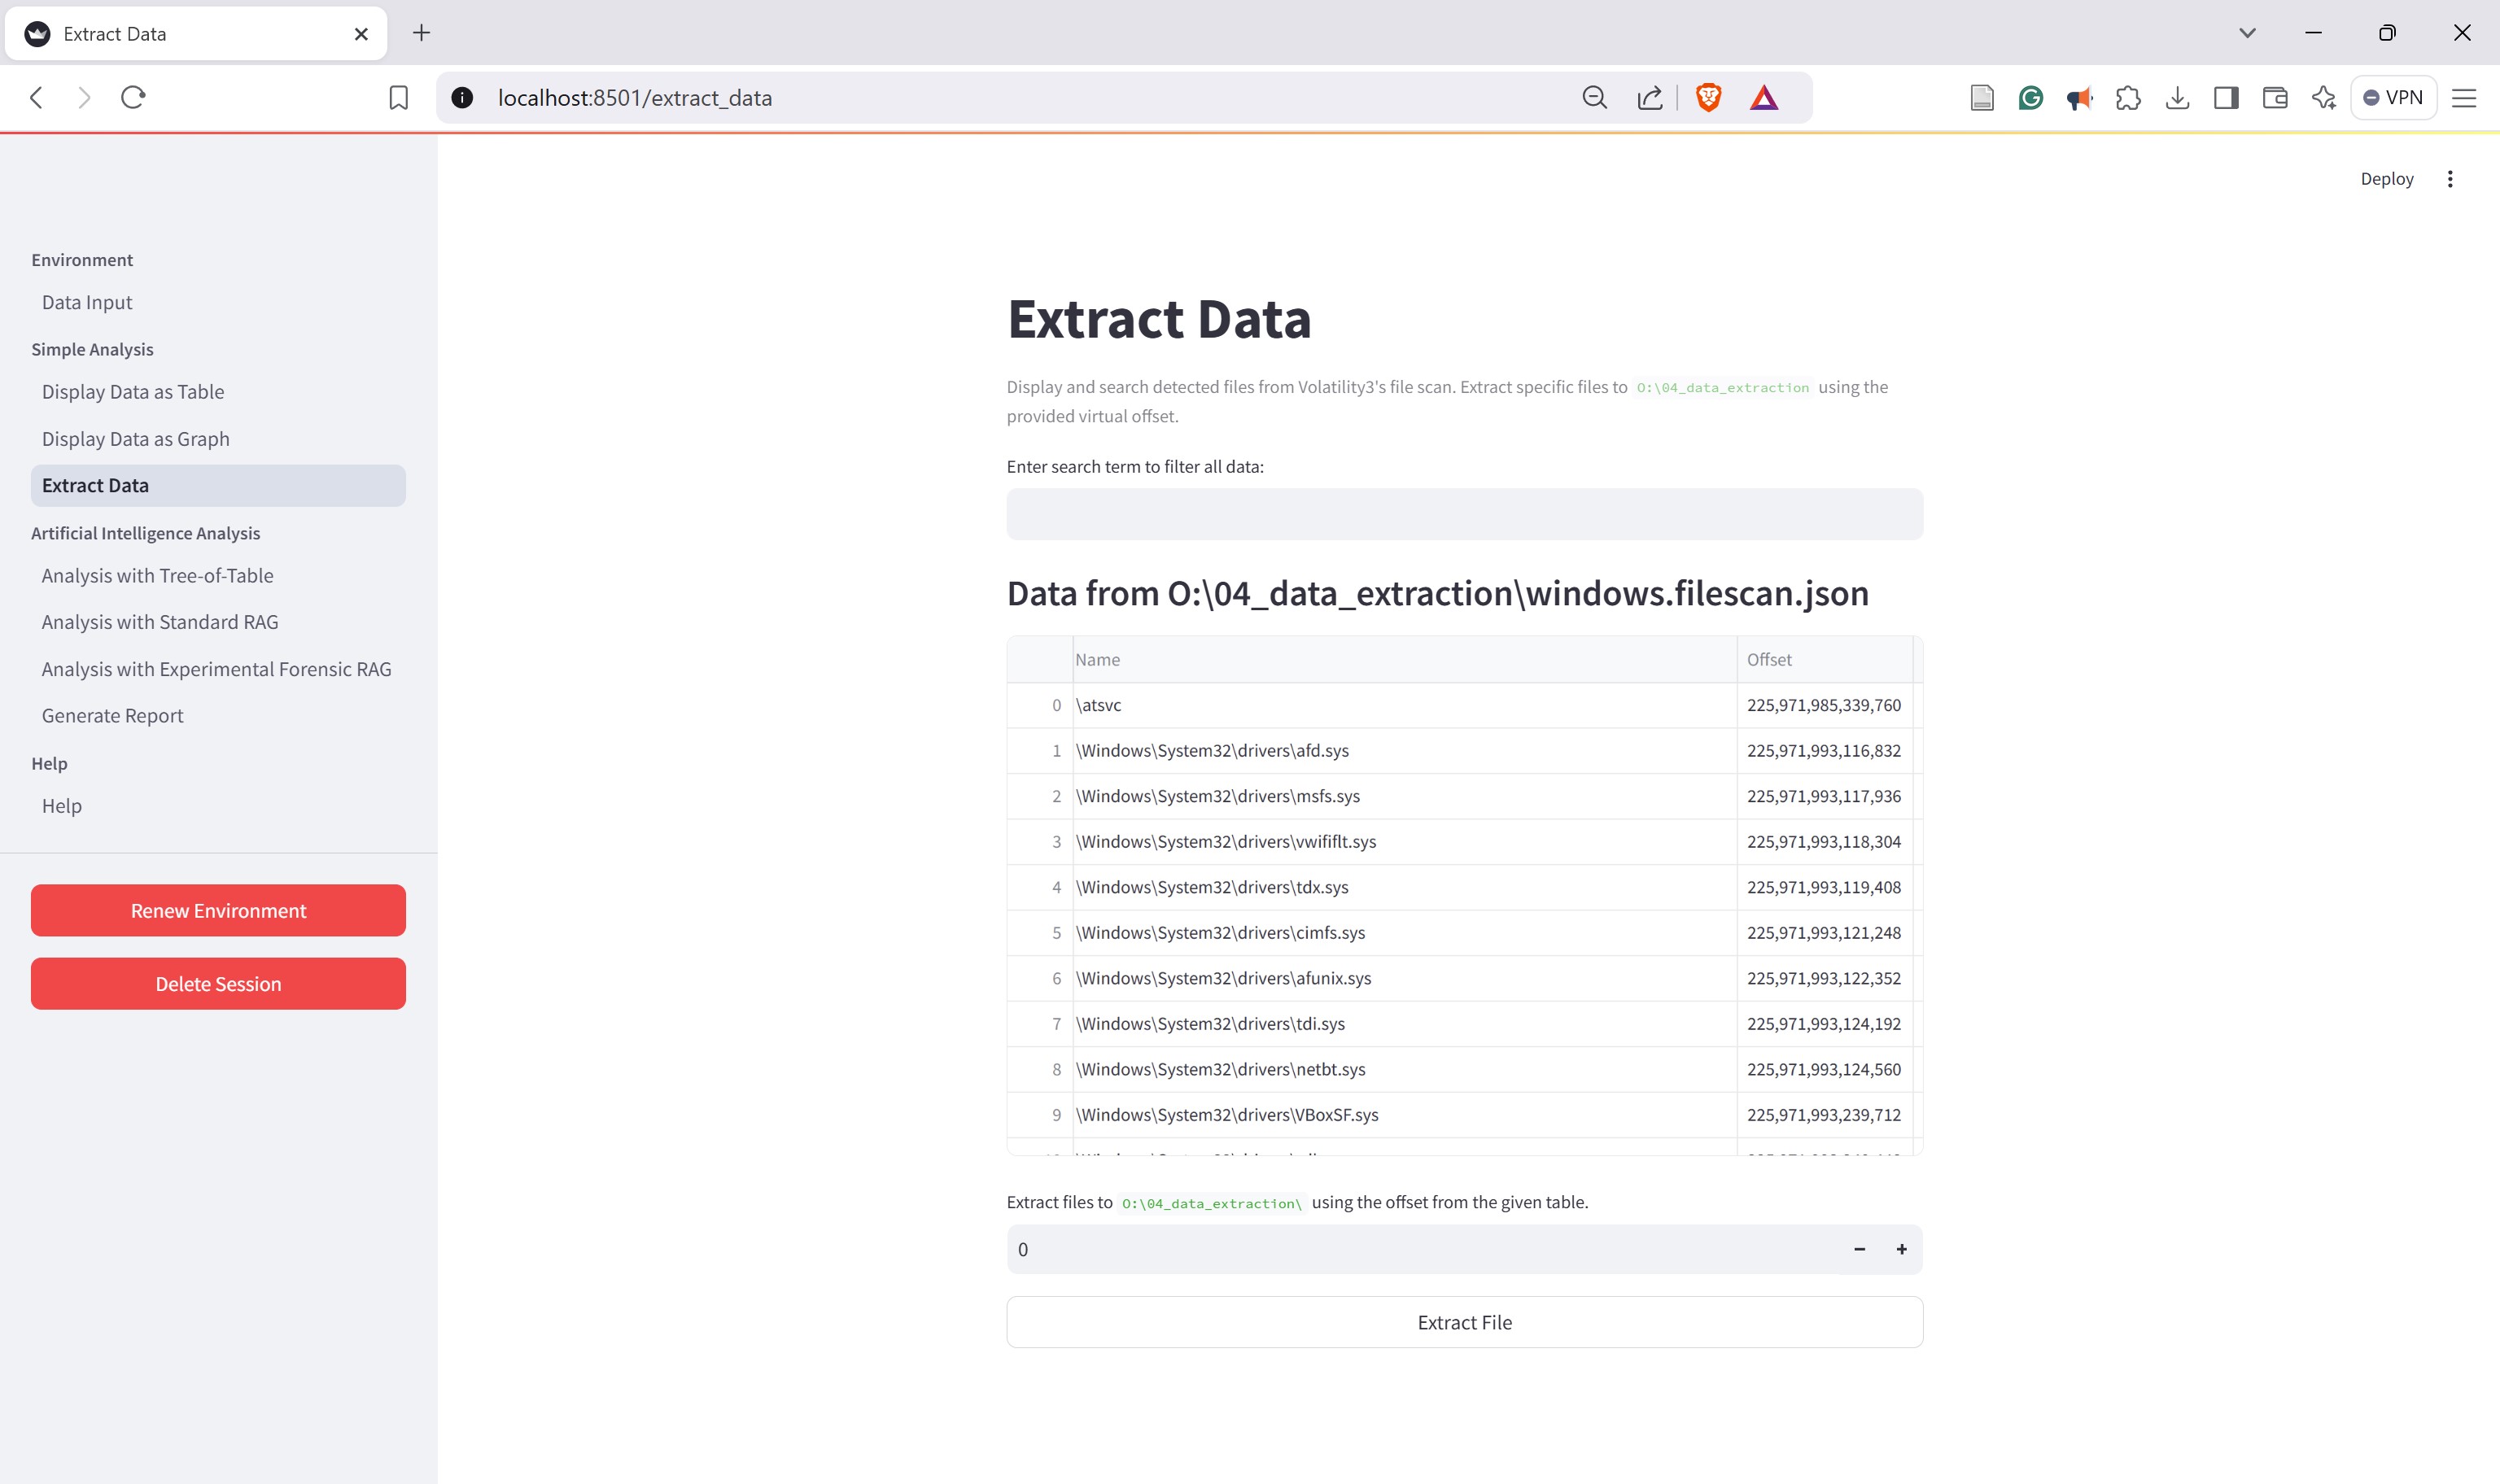 Extract Data
localhost:8501/extract_data
VPN
Deploy
Environment
Data Input
Simple Analysis
Display Data as Table
Display Data as Graph
Extract Data
Artificial Intelligence Analysis
Analysis with Tree-of-Table
Analysis with Standard RAG
Analysis with Experimental Forensic RAG
Generate Report
Help
Help
Renew Environment
Delete Session
Extract Data
Display and search detected files from Volatility3's file scan. Extract specific files to O:\04_data_extraction using the
provided virtual offset.
Enter search term to filter all data:
Data from O:\04_data_extraction\windows.filescan.json
Name Offset
0 \atsvc 225,971,985,339,760
1 \Windows\System32\drivers\afd.sys 225,971,993,116,832
2 \Windows\System32\drivers\msfs.sys 225,971,993,117,936
3 \Windows\System32\drivers\vwififlt.sys 225,971,993,118,304
4 \Windows\System32\drivers\tdx.sys 225,971,993,119,408
5 \Windows\System32\drivers\cimfs.sys 225,971,993,121,248
6 \Windows\System32\drivers\afunix.sys 225,971,993,122,352
7 \Windows\System32\drivers\tdi.sys 225,971,993,124,192
8 \Windows\System32\drivers\netbt.sys 225,971,993,124,560
9 \Windows\System32\drivers\VBoxSF.sys 225,971,993,239,712
Extract files to O:\04_data_extraction\ using the offset from the given table.
0 - +
Extract File